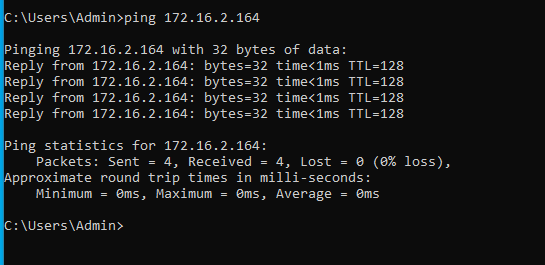 C:\Users\Admin>ping 172.16.2.164
Pinging 172.16.2.164 with 32 bytes of data:
Reply from 172.16.2.164: bytes=32 time<1ms TTL=128
Reply from 172.16.2.164: bytes=32 time<1ms TTL=128
Reply from 172.16.2.164: bytes=32 time<1ms TTL=128
Reply from 172.16.2.164: bytes=32 time<1ms TTL=128
Ping statistics for 172.16.2.164:
Packets: Sent = 4, Received = 4, Lost = 0 (0% loss),
Approximate round trip times in milli-seconds:
Minimum = 0ms, Maximum = 0ms, Average = 0ms
C:\Users\Admin>